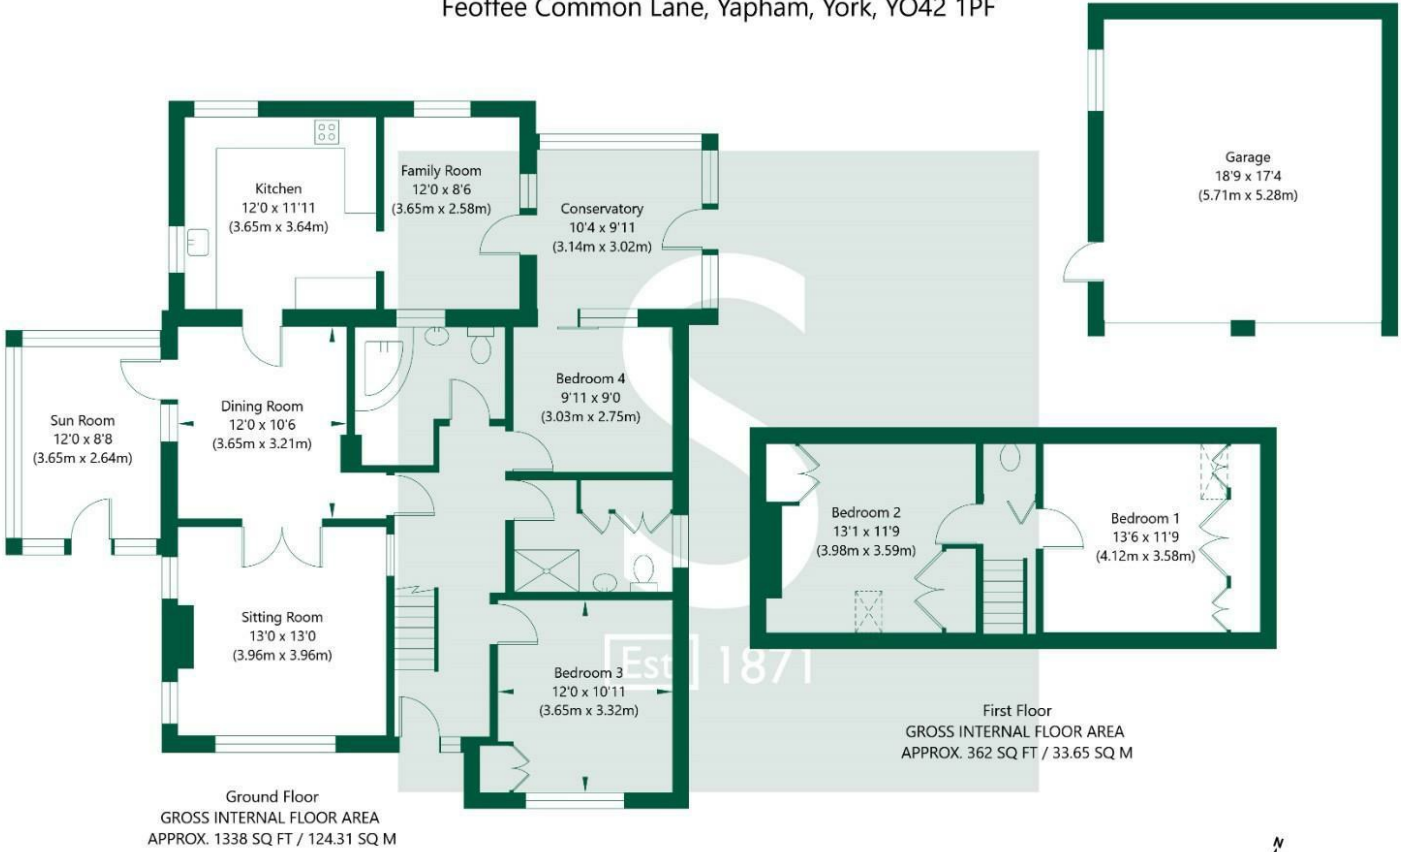 Feoffee Common Lane, Yapham, York, YO42 1PF
Kitchen
12'0 x 11'11
(3.65m x 3.64m)
Family Room
12'0 x 8'6
(3.65m x 2.58m)
Conservatory
10'4 x 9'11
(3.14m x 3.02m)
Garage
18'9 x 17'4
(5.71m x 5.28m)
Sun Room
12'0 x 8'8
(3.65m x 2.64m)
Dining Room
12'0 x 10'6
(3.65m x 3.21m)
Bedroom 4
9'11 x 9'0
(3.03m x 2.75m)
Bedroom 2
13'1 x 11'9
(3.98m x 3.59m)
Bedroom 1
13'6 x 11'9
(4.12m x 3.58m)
Sitting Room
13'0 x 13'0
(3.96m x 3.96m)
Bedroom 3
12'0 x 10'11
(3.65m x 3.32m)
S
Est 1871
First Floor
GROSS INTERNAL FLOOR AREA
APPROX. 362 SQ FT / 33.65 SQ M
Ground Floor
GROSS INTERNAL FLOOR AREA
APPROX. 1338 SQ FT / 124.31 SQ M
N